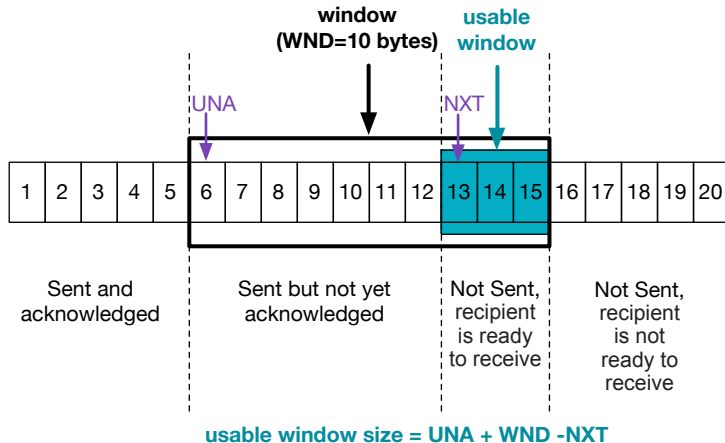 window
(WND=10 bytes)
usable
window
UNA
NXT
1 2 3 4 5 6 7 8 9 10 11 12 13 14 15 16 17 18 19 20
Sent and
acknowledged
Sent but not yet
acknowledged
Not Sent,
recipient
is ready
to receive
Not Sent,
recipient
is not
ready to
receive
usable window size = UNA + WND -NXT